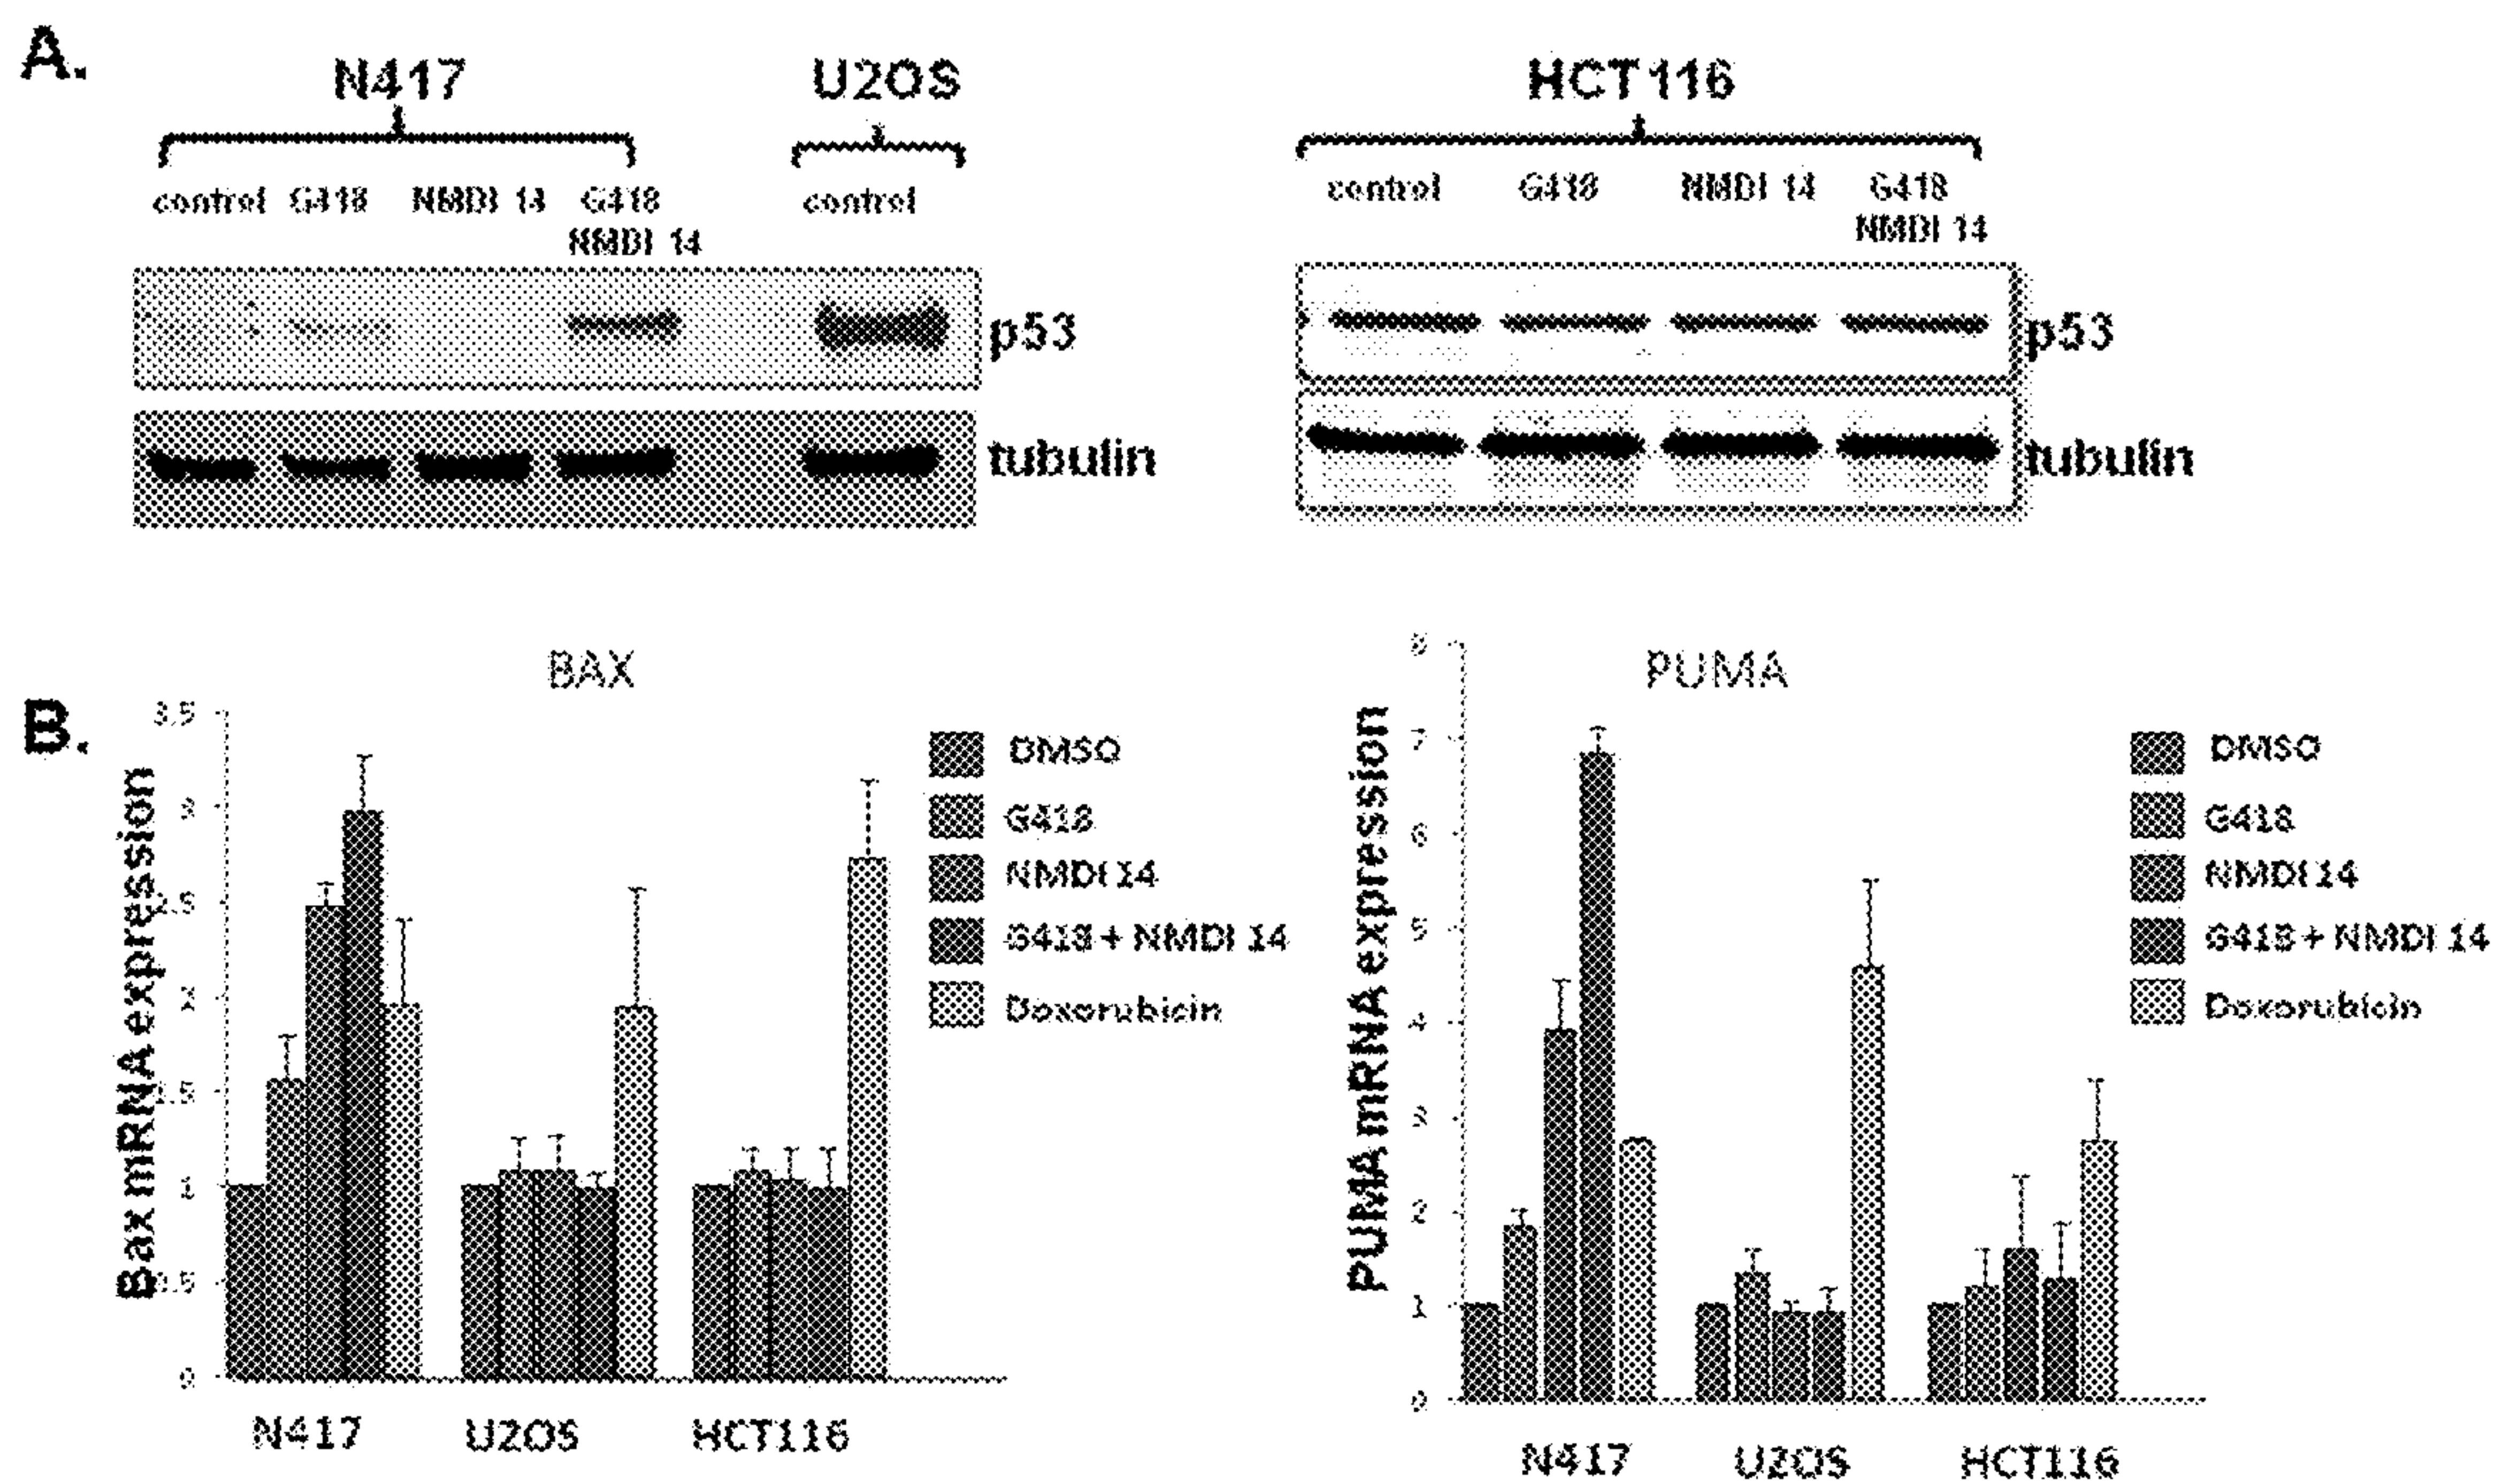 A.
N417 U2OS HCT116
control G418 NMDI 14 G418 control
NMDI 14
control G418 NMDI 14 G418
NMDI 14
p53
tubulin
p53
tubulin
B.
BAX
Bax mRNA expression
3.5
3
2.5
2
1.5
1
0.5
0
N417 U2OS HCT116
DMSO
G418
NMDI 14
G418 + NMDI 14
Doxorubicin
PUMA
PUMA mRNA expression
8
7
6
5
4
3
2
1
0
N417 U2OS HCT116
DMSO
G418
NMDI 14
G418 + NMDI 14
Doxorubicin